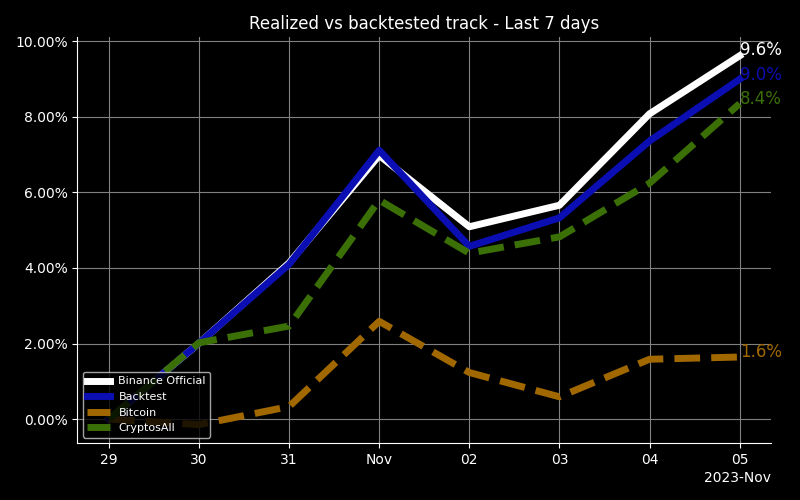 Realized vs backtested track - Last 7 days
10.00%
8.00%
6.00%
4.00%
2.00%
0.00%
9.6%
9.0%
8.4%
1.6%
Binance Official
Backtest
Bitcoin
CryptosAll
29 30 31 Nov 02 03 04 05
2023-Nov